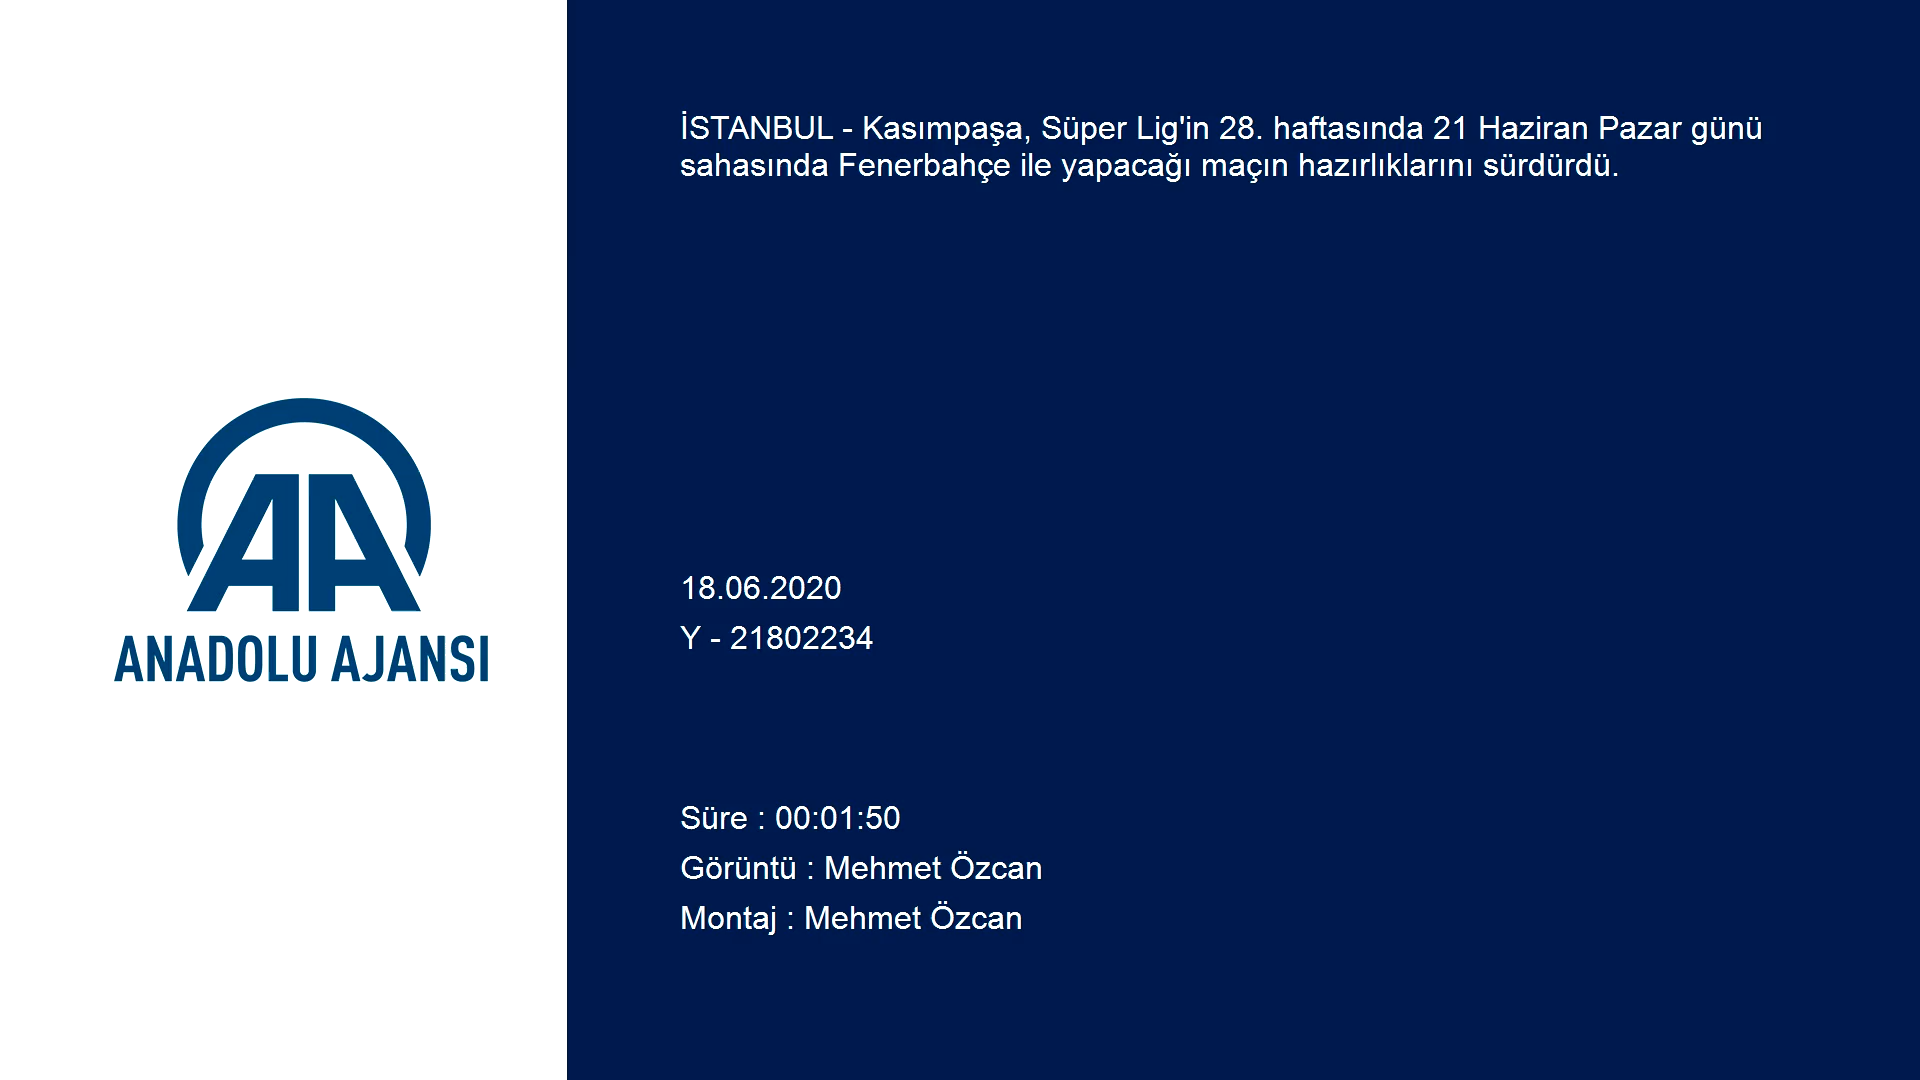 İSTANBUL - Kasımpaşa, Süper Lig'in 28. haftasında 21 Haziran Pazar günü
sahasında Fenerbahçe ile yapacağı maçın hazırlıklarını sürdürdü.
AA
ANADOLU AJANSI
18.06.2020
Y - 21802234
Süre : 00:01:50
Görüntü : Mehmet Özcan
Montaj : Mehmet Özcan